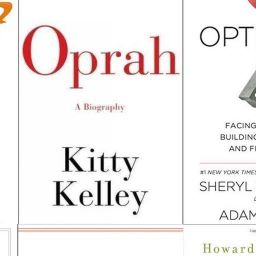 Oprah
A Biography
Kitty
Kelley
OPT
FACING
BUILDING
AND F
#1 NEW YORK TIMES
SHERYL
ADAM
Howard